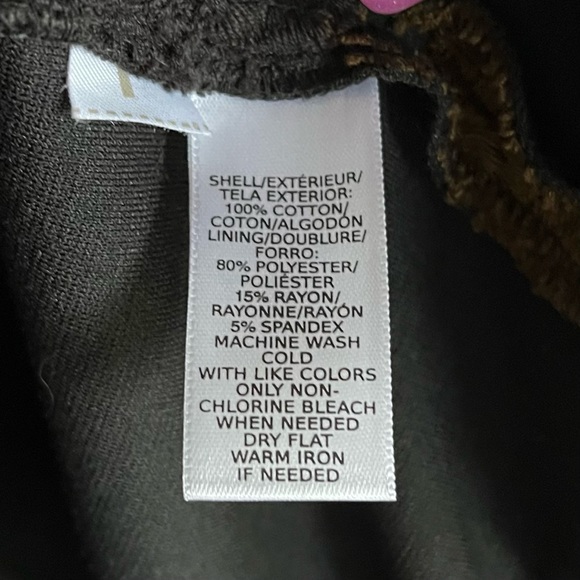 SHELL/EXTÉRIEUR/
TELA EXTERIOR:
100% COTTON/
COTON/ALGODÓN
LINING/DOUBLURE/
FORRO:
80% POLYESTER/
POLIÉSTER
15% RAYON/
RAYONNE/RAYÓN
5% SPANDEX
MACHINE WASH
COLD
WITH LIKE COLORS
ONLY NON-
CHLORINE BLEACH
WHEN NEEDED
DRY FLAT
WARM IRON
IF NEEDED